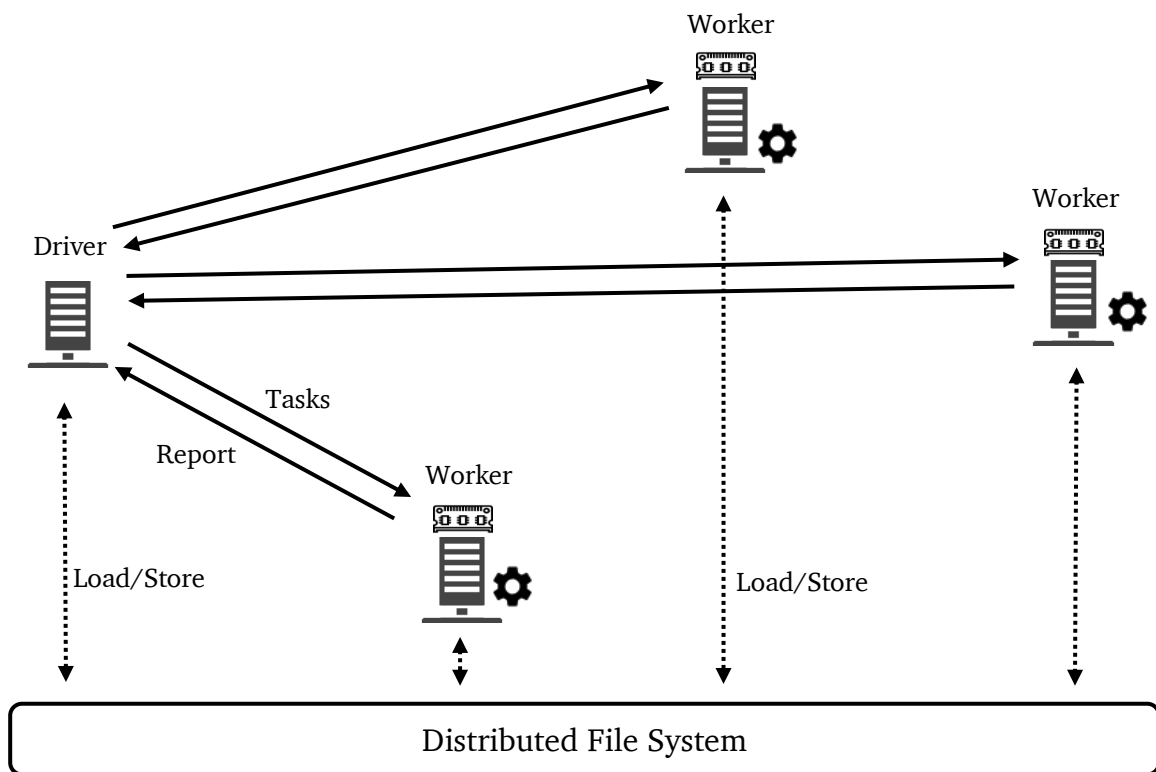 Worker
Worker
Driver
Tasks
Report
Worker
Load/Store
Load/Store
Distributed File System